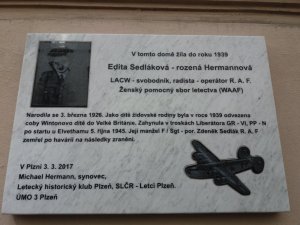 V tomto domě žila do roku 1939
Edita Sedláková - rozená Hermannová
LACW - svobodník, radista - operátor R. A. F.
Ženský pomocný sbor letectva (WAAF)
Narodila se 3. března 1926. Jako dítě židovské rodiny byla v roce 1939 odvezena
coby Wintonovo dítě do Velké Británie. Zahynula v troskách Liberátoru GR - VI, PP - N
po startu u Elvethamu 5. října 1945. Její manžel F / Sgt - por. Zdeněk Sedlák R. A. F
zemřel po havárii na následky zranění.
V Plzni 3. 3. 2017
Michael Hermann, synovec,
Letecký historický klub Plzeň, SLČR - Letci Plzeň.
ÚMO 3 Plzeň